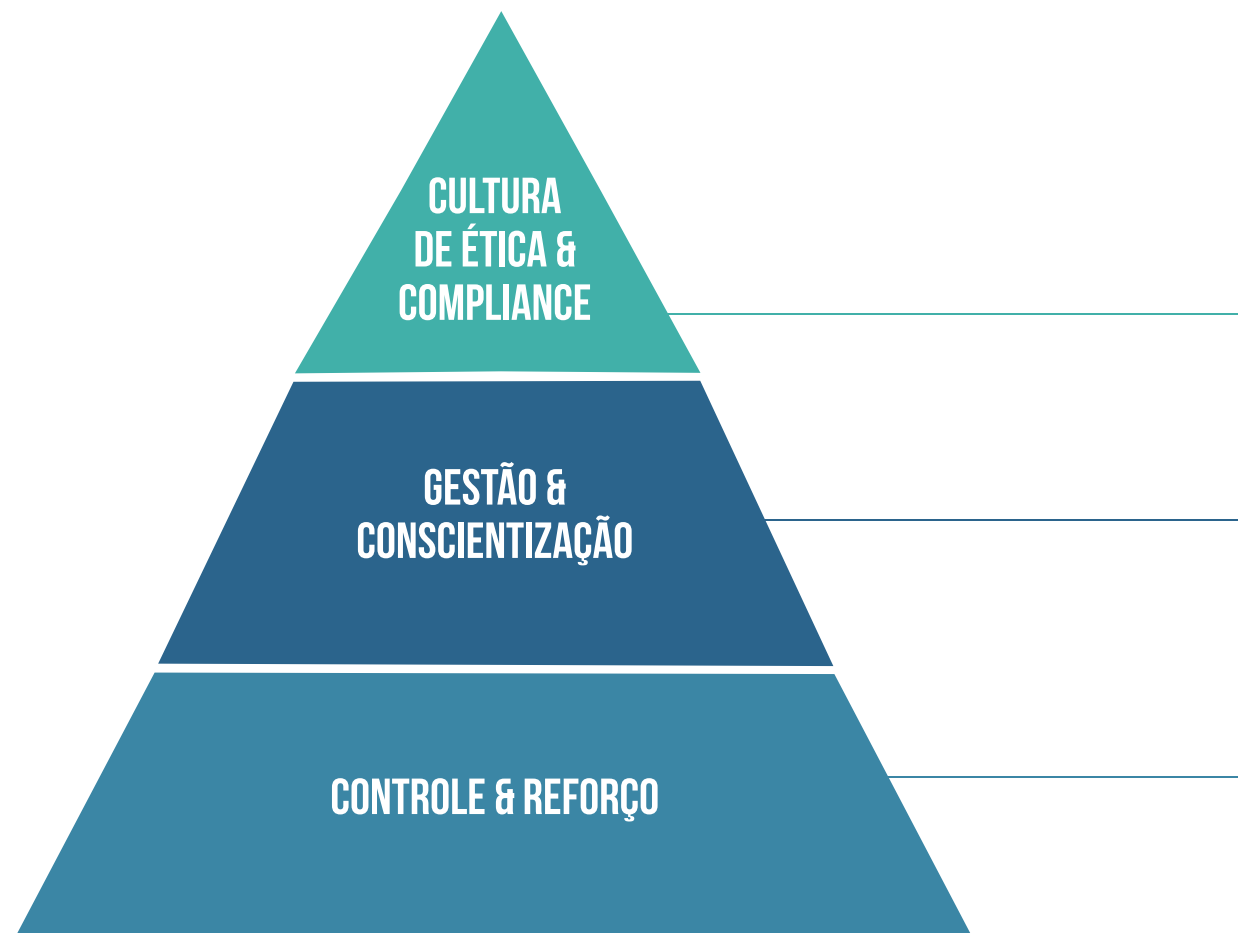 CULTURA
DE ÉTICA &
COMPLIANCE
GESTÃO &
CONSCIENTIZAÇÃO
CONTROLE & REFORÇO